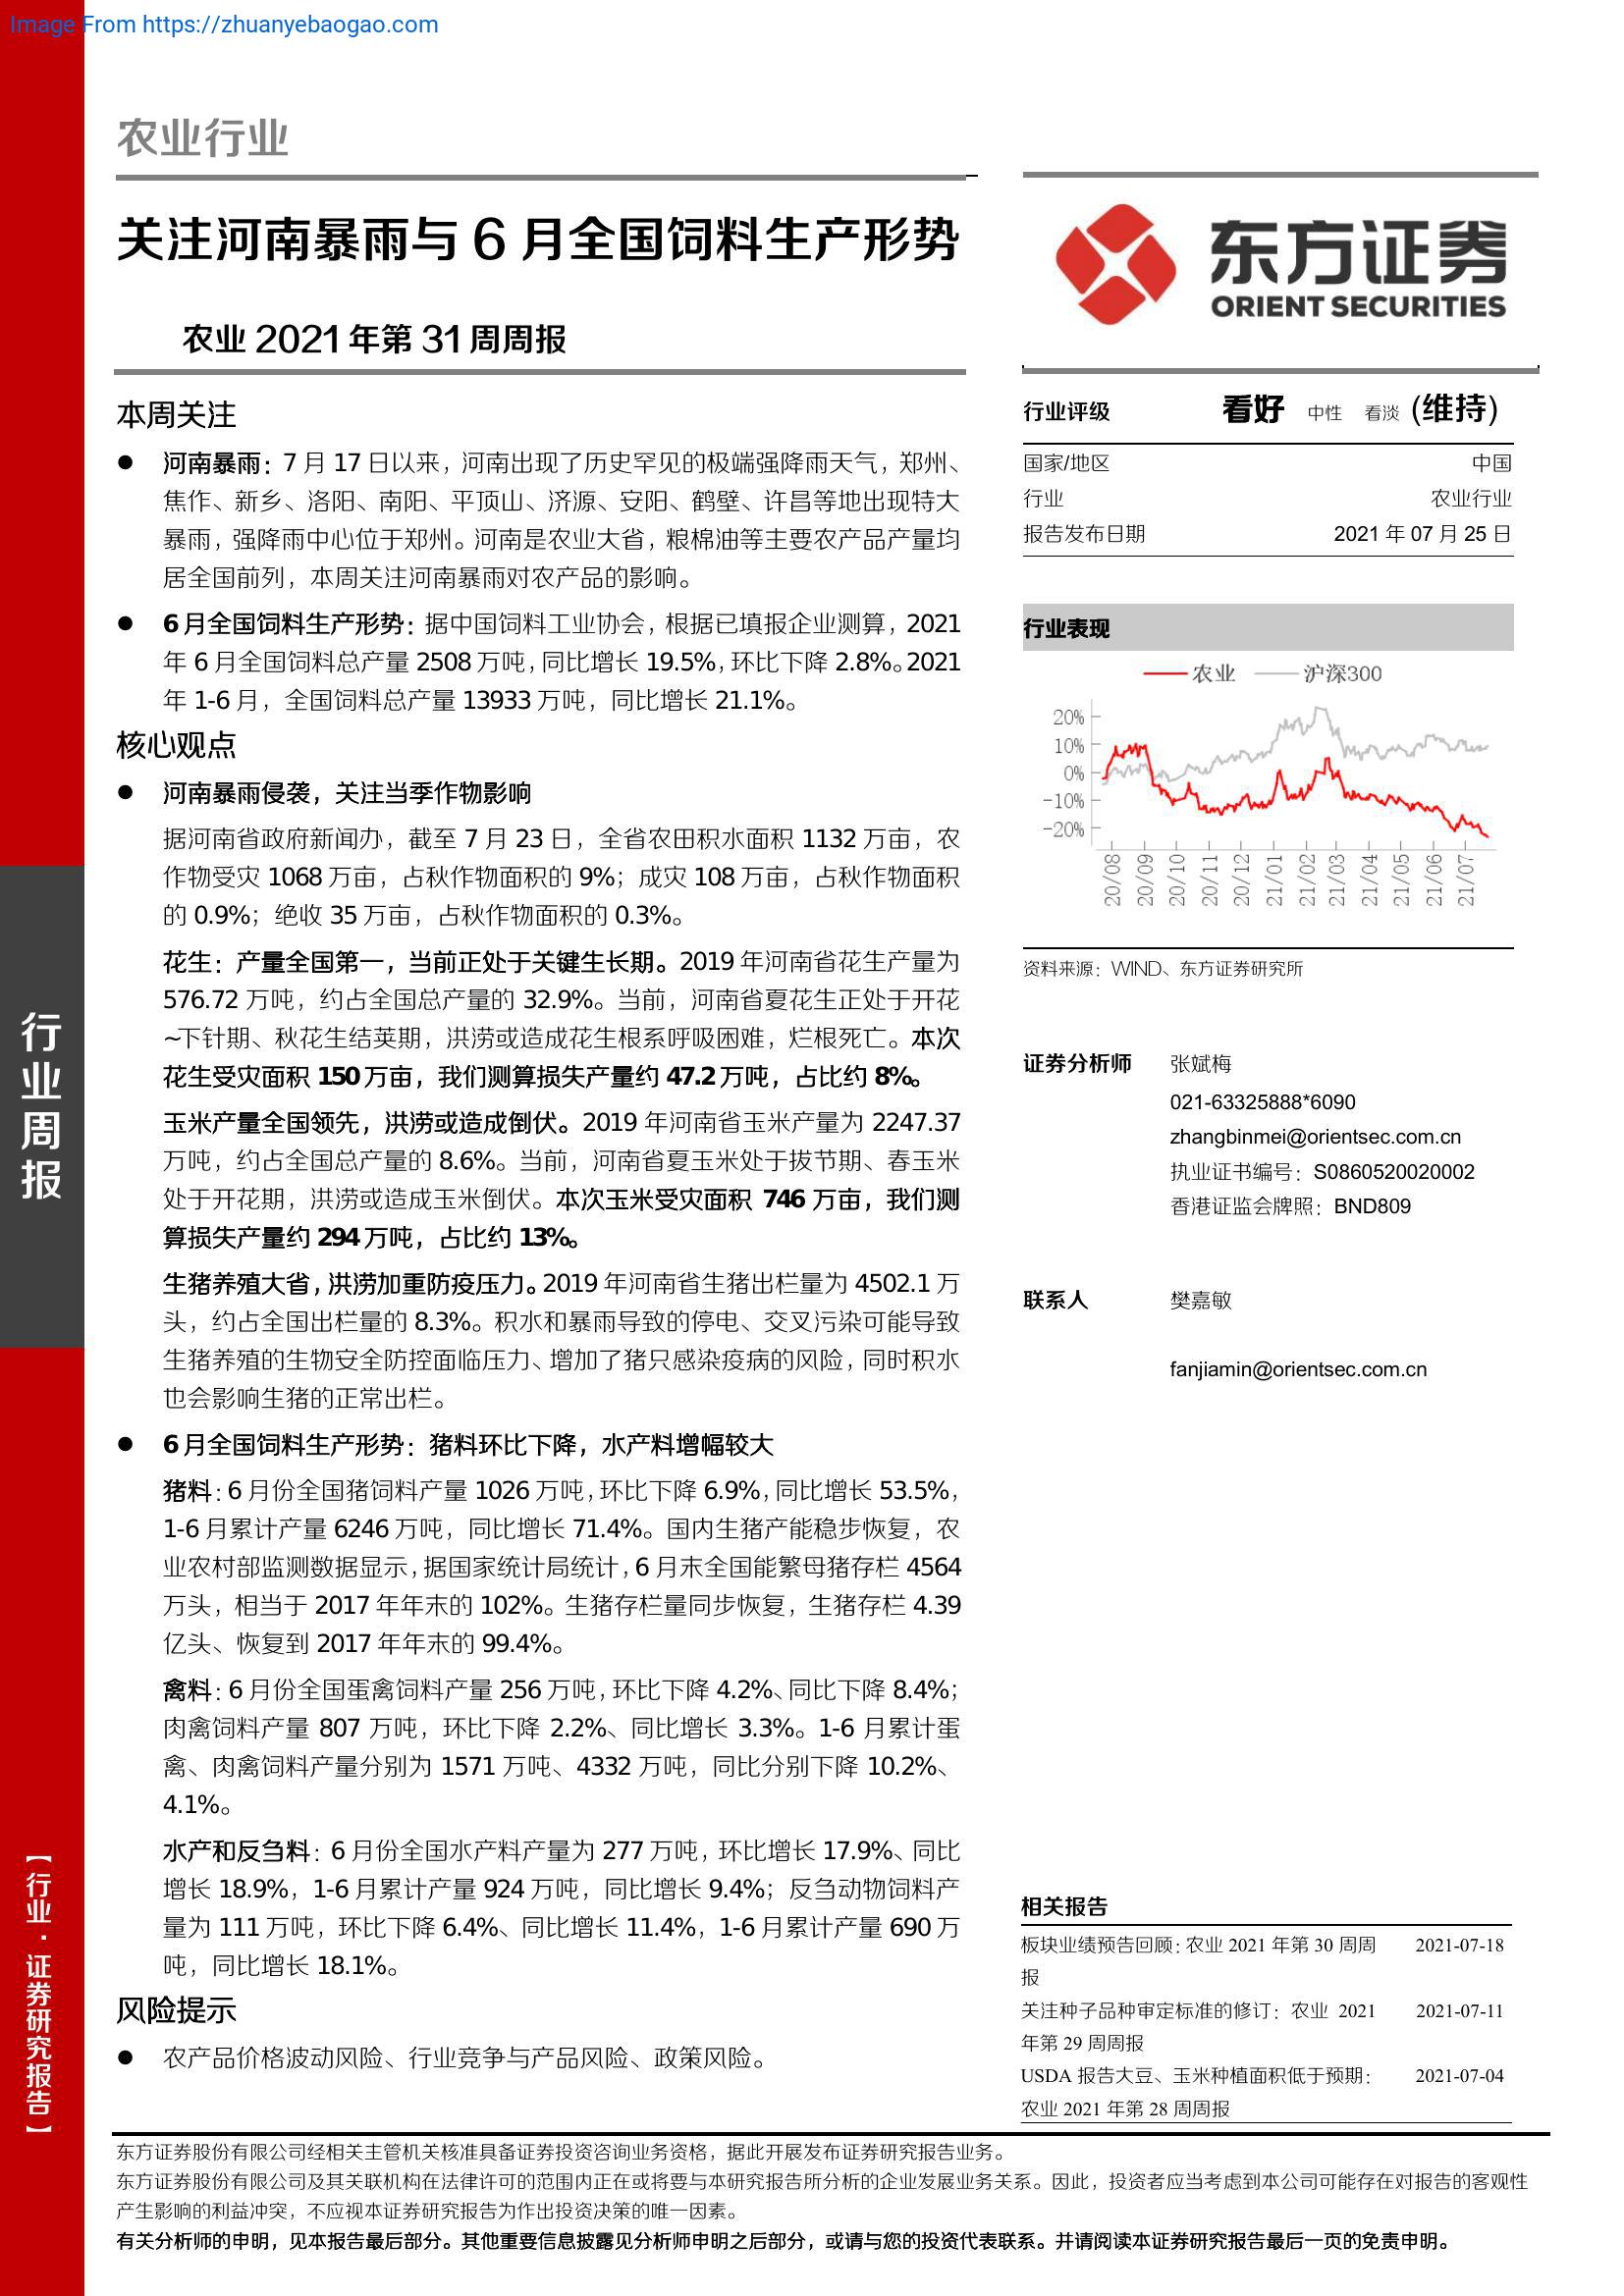 Image From https://zhuanyebaogao.com
农业行业
关注河南暴雨与 6 月全国饲料生产形势
农业 2021 年第 31 周周报
本周关注
● 河南暴雨：7 月 17 日以来，河南出现了历史罕见的极端强降雨天气，郑州、
焦作、新乡、洛阳、南阳、平顶山、济源、安阳、鹤壁、许昌等地出现特大
暴雨，强降雨中心位于郑州。河南是农业大省，粮棉油等主要农产品产量均
居全国前列，本周关注河南暴雨对农产品的影响。
● 6 月全国饲料生产形势：据中国饲料工业协会，根据已填报企业测算，2021
年 6 月全国饲料总产量 2508 万吨，同比增长 19.5%，环比下降 2.8%。2021
年 1-6 月，全国饲料总产量 13933 万吨，同比增长 21.1%。
核心观点
● 河南暴雨侵袭，关注当季作物影响
据河南省政府新闻办，截至 7 月 23 日，全省农田积水面积 1132 万亩，农
作物受灾 1068 万亩，占秋作物面积的 9%；成灾 108 万亩，占秋作物面积
的 0.9%；绝收 35 万亩，占秋作物面积的 0.3%。
花生：产量全国第一，当前正处于关键生长期。2019 年河南省花生产量为
576.72 万吨，约占全国总产量的 32.9%。当前，河南省夏花生正处于开花
~下针期、秋花生结荚期，洪涝或造成花生根系呼吸困难，烂根死亡。本次
花生受灾面积 150 万亩，我们测算损失产量约 47.2 万吨，占比约 8%。
玉米产量全国领先，洪涝或造成倒伏。2019 年河南省玉米产量为 2247.37
万吨，约占全国总产量的 8.6%。当前，河南省夏玉米处于拔节期、春玉米
处于开花期，洪涝或造成玉米倒伏。本次玉米受灾面积 746 万亩，我们测
算损失产量约 294 万吨，占比约 13%。
生猪养殖大省，洪涝加重防疫压力。2019 年河南省生猪出栏量为 4502.1 万
头，约占全国出栏量的 8.3%。积水和暴雨导致的停电、交叉污染可能导致
生猪养殖的生物安全防控面临压力、增加了猪只感染疫病的风险，同时积水
也会影响生猪的正常出栏。
● 6 月全国饲料生产形势：猪料环比下降，水产料增幅较大
猪料：6 月份全国猪饲料产量 1026 万吨，环比下降 6.9%，同比增长 53.5%，
1-6 月累计产量 6246 万吨，同比增长 71.4%。国内生猪产能稳步恢复，农
业农村部监测数据显示，据国家统计局统计，6 月末全国能繁母猪存栏 4564
万头，相当于 2017 年年末的 102%。生猪存栏量同步恢复，生猪存栏 4.39
亿头、恢复到 2017 年年末的 99.4%。
禽料：6 月份全国蛋禽饲料产量 256 万吨，环比下降 4.2%、同比下降 8.4%；
肉禽饲料产量 807 万吨，环比下降 2.2%、同比增长 3.3%。1-6 月累计蛋
禽、肉禽饲料产量分别为 1571 万吨、4332 万吨，同比分别下降 10.2%、
4.1%。
水产和反刍料：6 月份全国水产料产量为 277 万吨，环比增长 17.9%、同比
增长 18.9%，1-6 月累计产量 924 万吨，同比增长 9.4%；反刍动物饲料产
量为 111 万吨，环比下降 6.4%、同比增长 11.4%，1-6 月累计产量 690 万
吨，同比增长 18.1%。
风险提示
● 农产品价格波动风险、行业竞争与产品风险、政策风险。
东方证券
ORIENT SECURITIES
行业评级 看好 中性 看淡 (维持)
国家/地区 中国
行业 农业行业
报告发布日期 2021 年 07 月 25 日
行业表现
农业 沪深300
20%
10%
0%
-10%
-20%
20/08 20/09 20/10 20/11 20/12 21/01 21/02 21/03 21/04 21/05 21/06 21/07
资料来源：WIND、东方证券研究所
证券分析师 张斌梅
021-63325888*6090
zhangbinmei@orientsec.com.cn
执业证书编号：S0860520020002
香港证监会牌照：BND809
联系人 樊嘉敏
fanjiamin@orientsec.com.cn
相关报告
板块业绩预告回顾：农业 2021 年第 30 周周 2021-07-18
报
关注种子品种审定标准的修订：农业 2021 2021-07-11
年第 29 周周报
USDA 报告大豆、玉米种植面积低于预期： 2021-07-04
农业 2021 年第 28 周周报
行业周报
【行业·证券研究报告】
东方证券股份有限公司经相关主管机关核准具备证券投资咨询业务资格，据此开展发布证券研究报告业务。
东方证券股份有限公司及其关联机构在法律许可的范围内正在或将要与本研究报告所分析的企业发展业务关系。因此，投资者应当考虑到本公司可能存在对报告的客观性
产生影响的利益冲突，不应视本证券研究报告为作出投资决策的唯一因素。
有关分析师的申明，见本报告最后部分。其他重要信息披露见分析师申明之后部分，或请与您的投资代表联系。并请阅读本证券研究报告最后一页的免责申明。